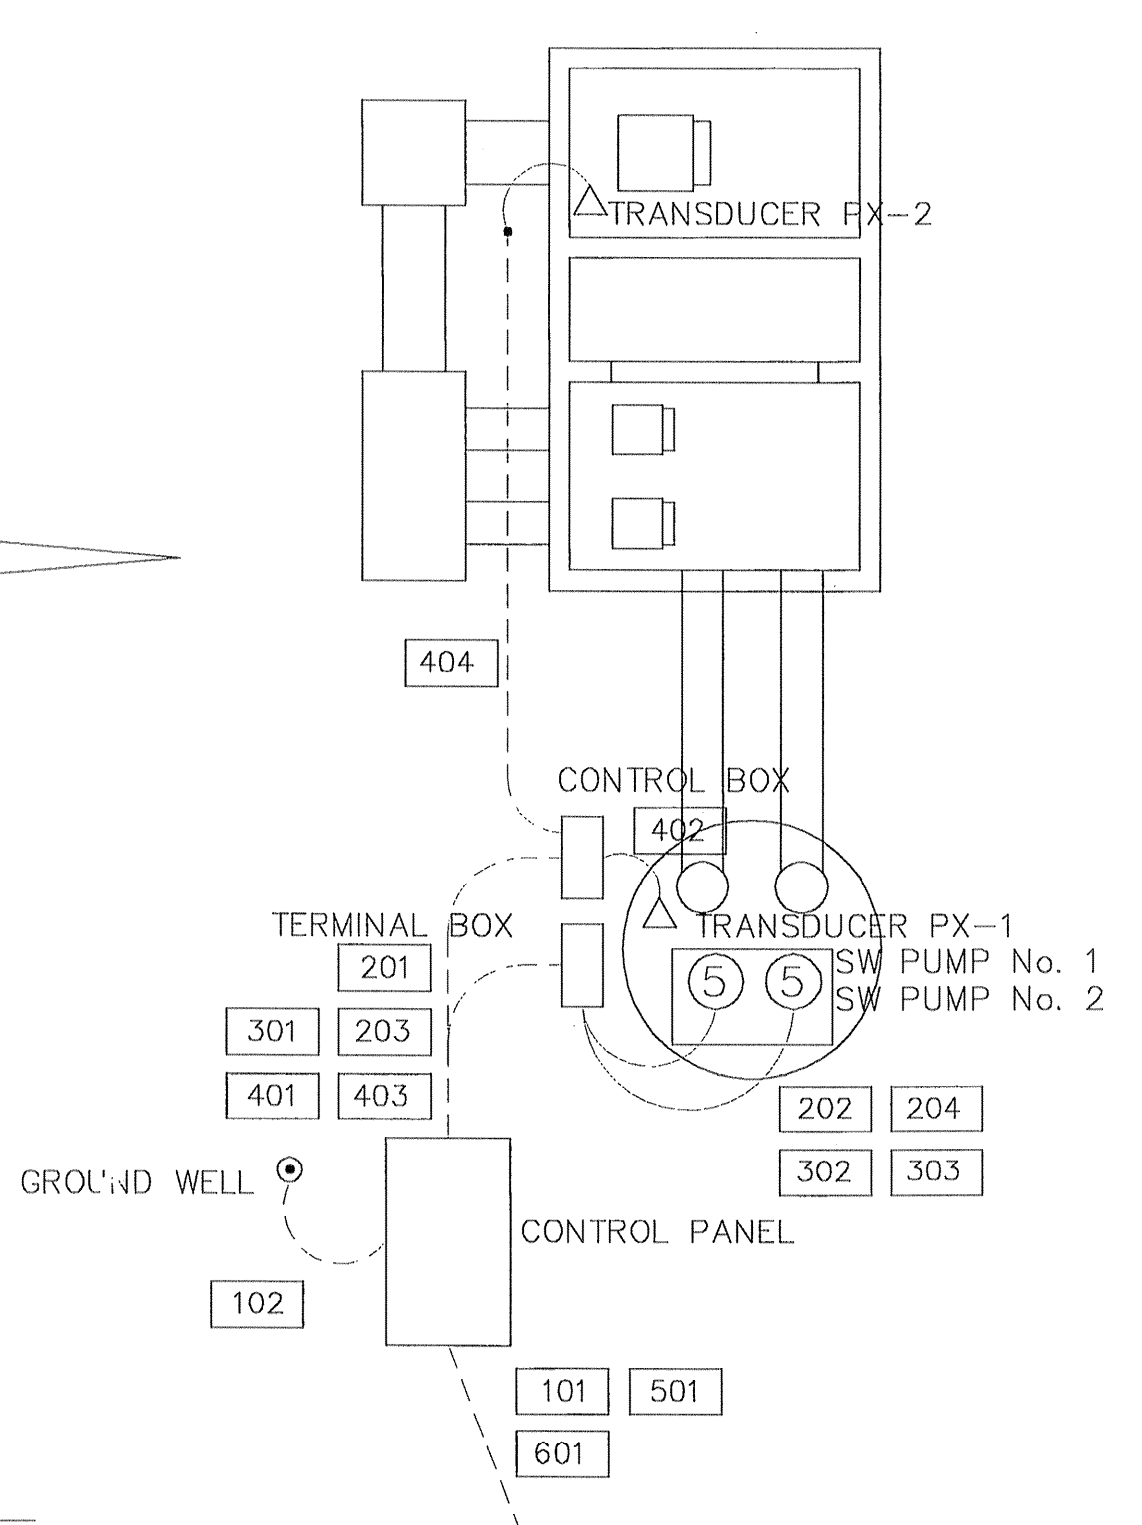 TRANSDUCER PX-2
404
CONTROL BOX
402
TERMINAL BOX
TRANSDUCER PX-1
201
SW PUMP No. 1
5 5
SW PUMP No. 2
301 203
401 403
202 204
302 303
GROUND WELL
CONTROL PANEL
102
101 501
601